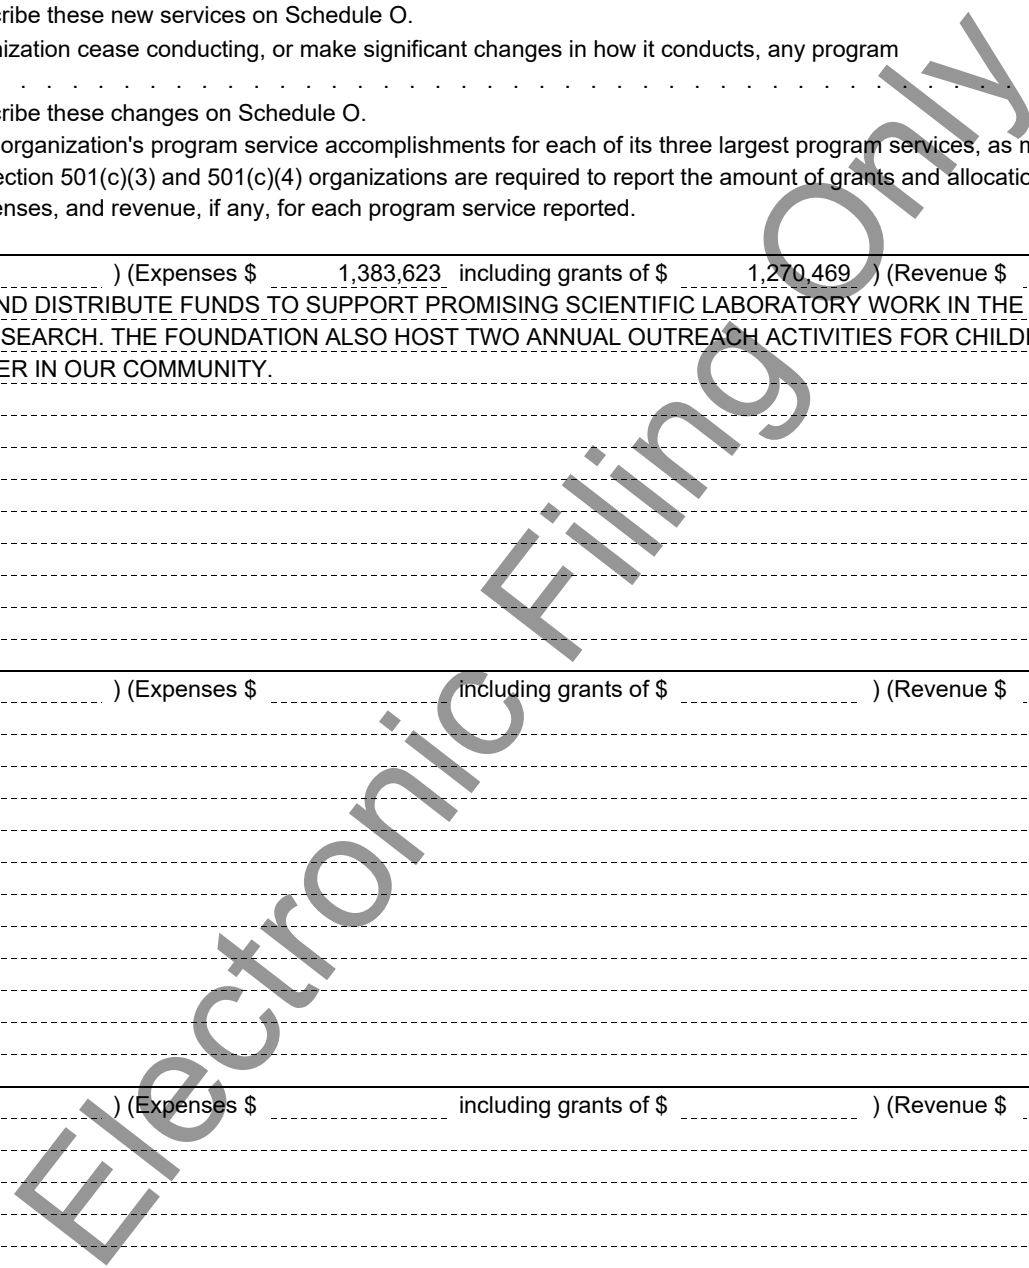 cribe these new services on Schedule O.
nization cease conducting, or make significant changes in how it conducts, any program
. . . . . . . . . . . . . . . . . . . . . . . . . . . . . . . . . . . . . . .
cribe these changes on Schedule O.
organization's program service accomplishments for each of its three largest program services, as m
ection 501(c)(3) and 501(c)(4) organizations are required to report the amount of grants and allocatio
enses, and revenue, if any, for each program service reported.
) (Expenses $ 1,383,623 including grants of $ 1,270,469 ) (Revenue $
ND DISTRIBUTE FUNDS TO SUPPORT PROMISING SCIENTIFIC LABORATORY WORK IN THE
SEARCH. THE FOUNDATION ALSO HOST TWO ANNUAL OUTREACH ACTIVITIES FOR CHILD
ER IN OUR COMMUNITY.
) (Expenses $ including grants of $ ) (Revenue $
) (Expenses $ including grants of $ ) (Revenue $
Electronic Filing Only